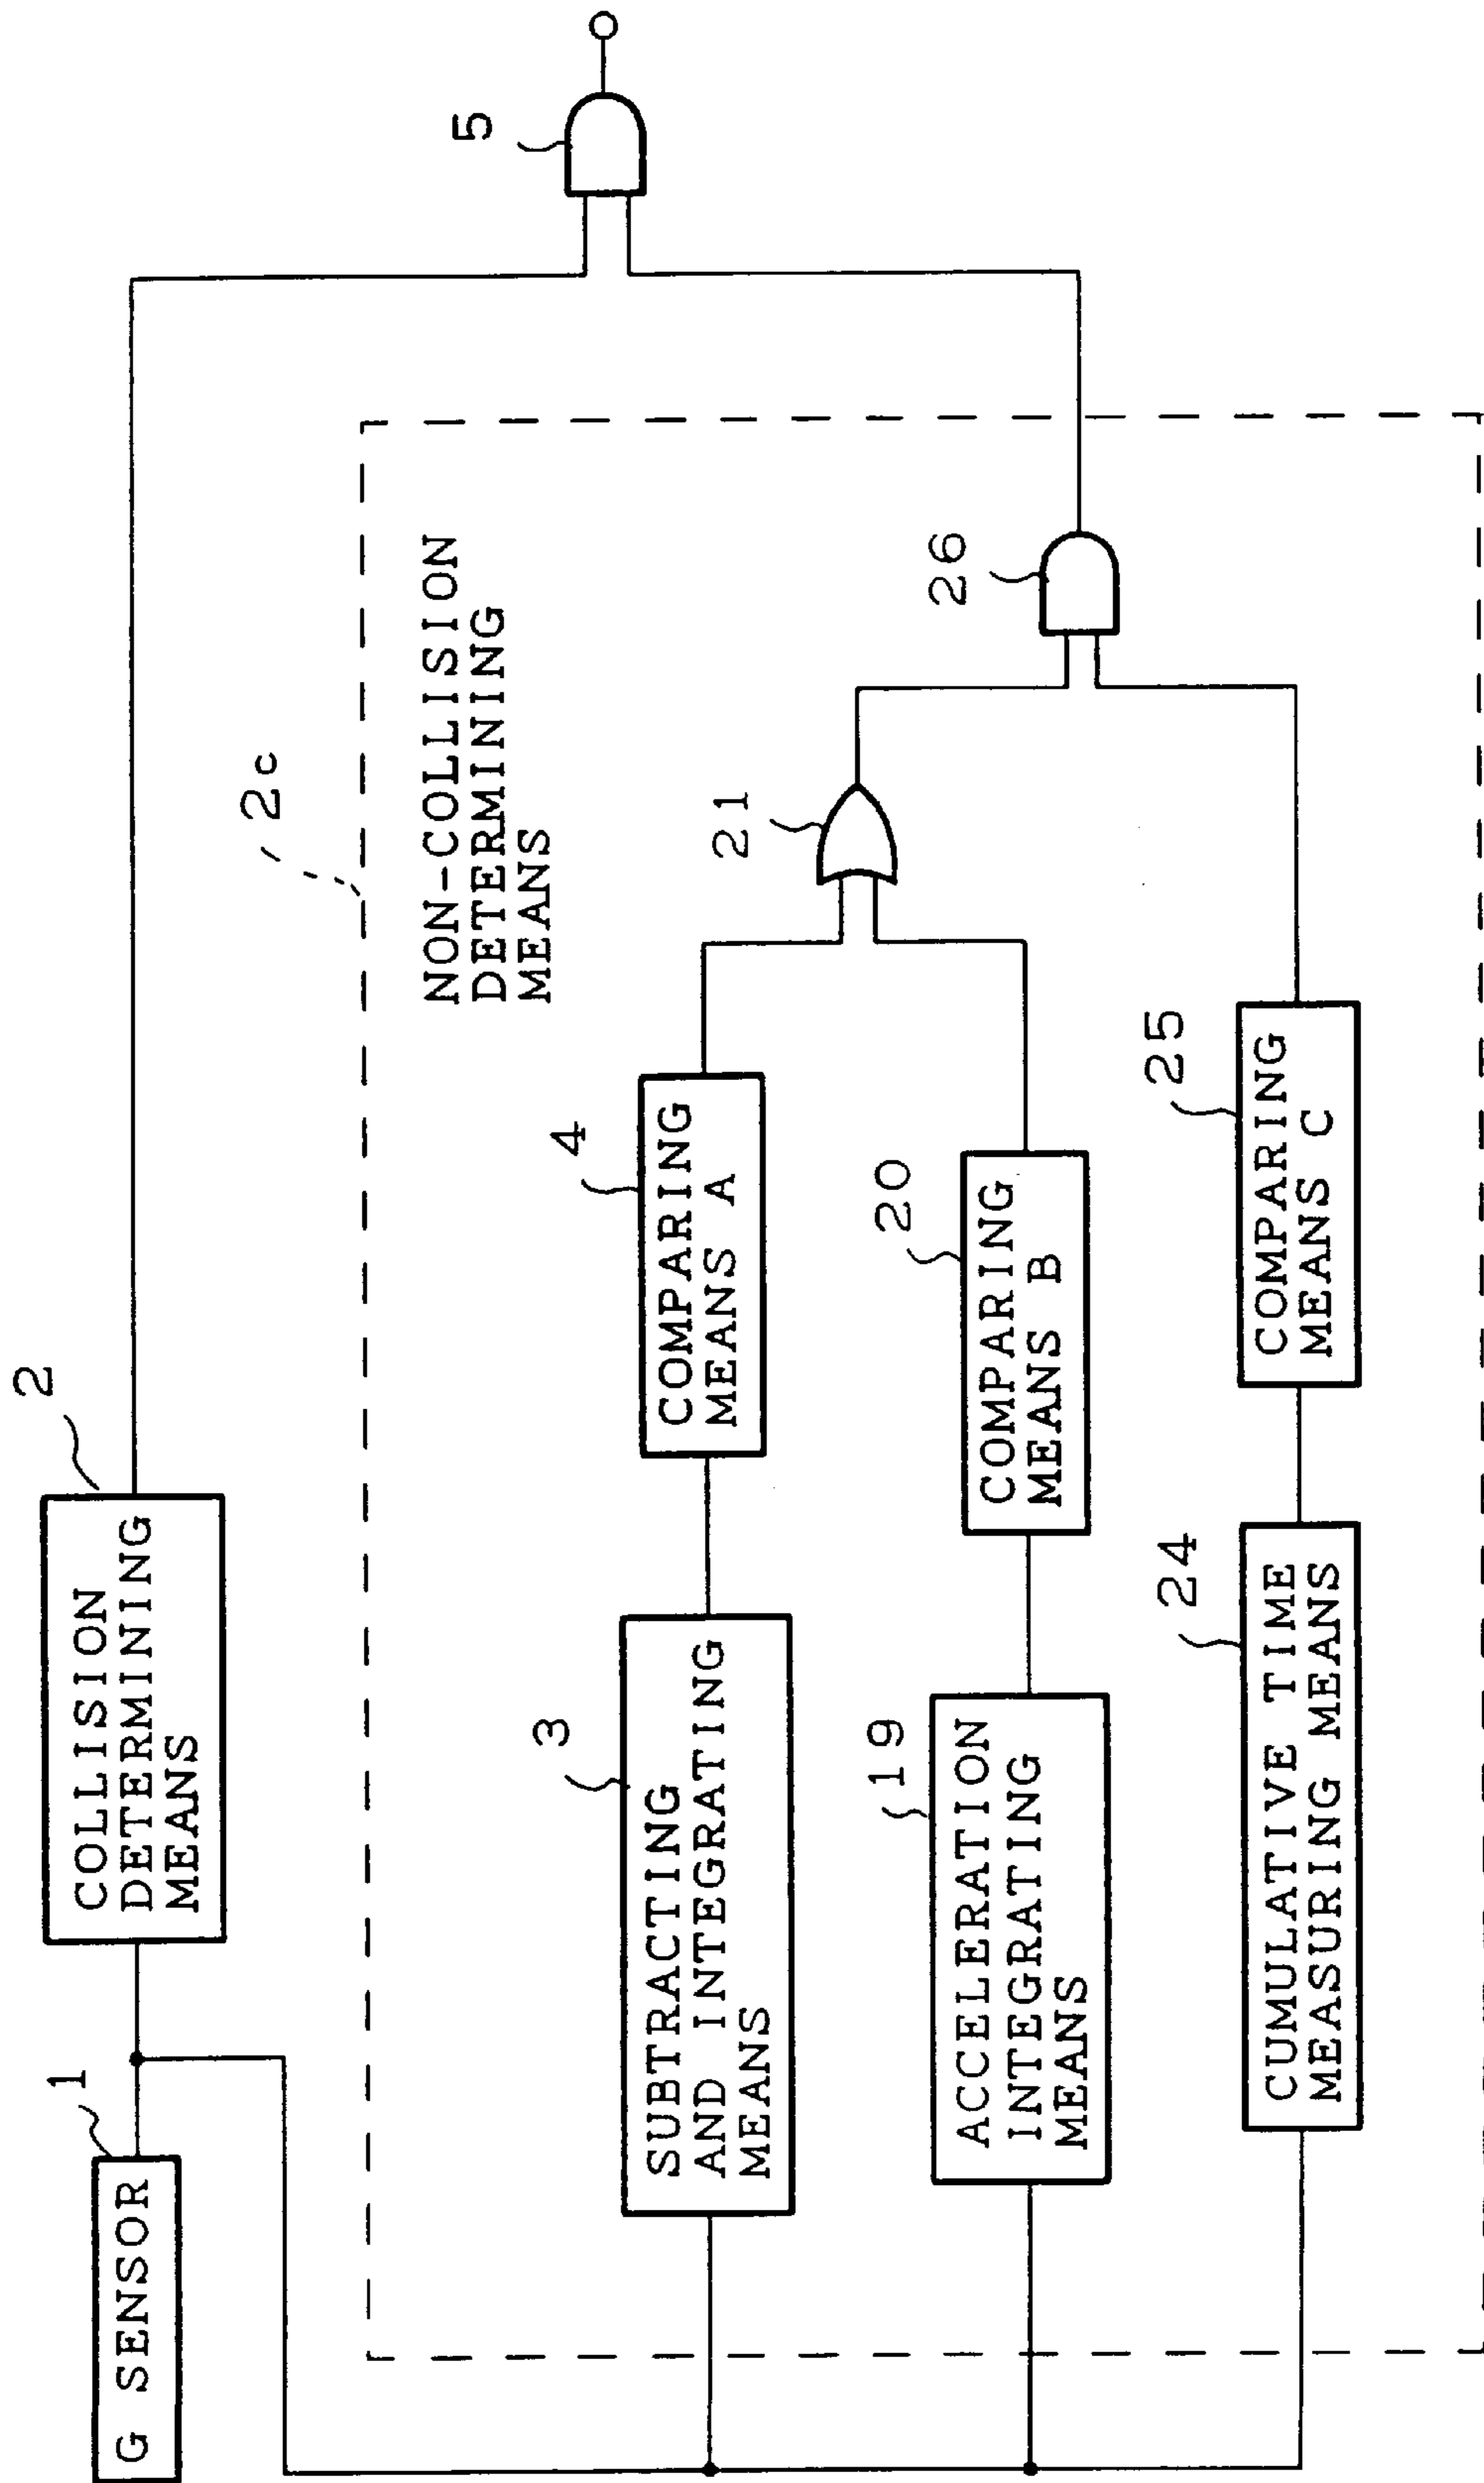 1
G SENSOR
2
COLLISION
DETERMINING
MEANS
2c
NON-COLLISION
DETERMINING
MEANS
3
SUBTRACTING
AND INTEGRATING
MEANS
4
COMPARING
MEANS A
19
ACCELERATION
INTEGRATING
MEANS
20
COMPARING
MEANS B
21
24
CUMULATIVE TIME
MEASURING MEANS
25
COMPARING
MEANS C
26
5